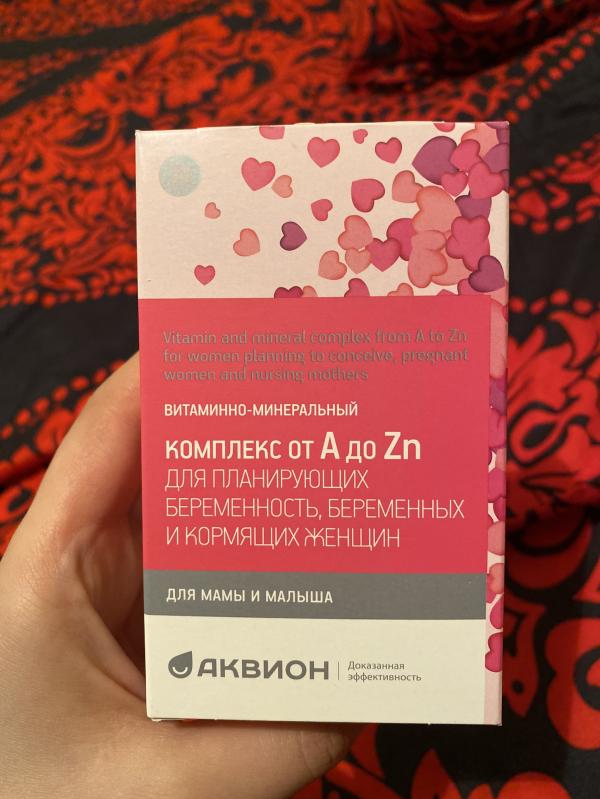 Vitamin and mineral complex from A to Zn
for women planning to conceive, pregnant
women and nursing mothers
ВИТАМИННО-МИНЕРАЛЬНЫЙ
КОМПЛЕКС ОТ А ДО Zn
ДЛЯ ПЛАНИРУЮЩИХ
БЕРЕМЕННОСТЬ, БЕРЕМЕННЫХ
И КОРМЯЩИХ ЖЕНЩИН
ДЛЯ МАМЫ И МАЛЫША
АКВИОН
Доказанная
эффективность